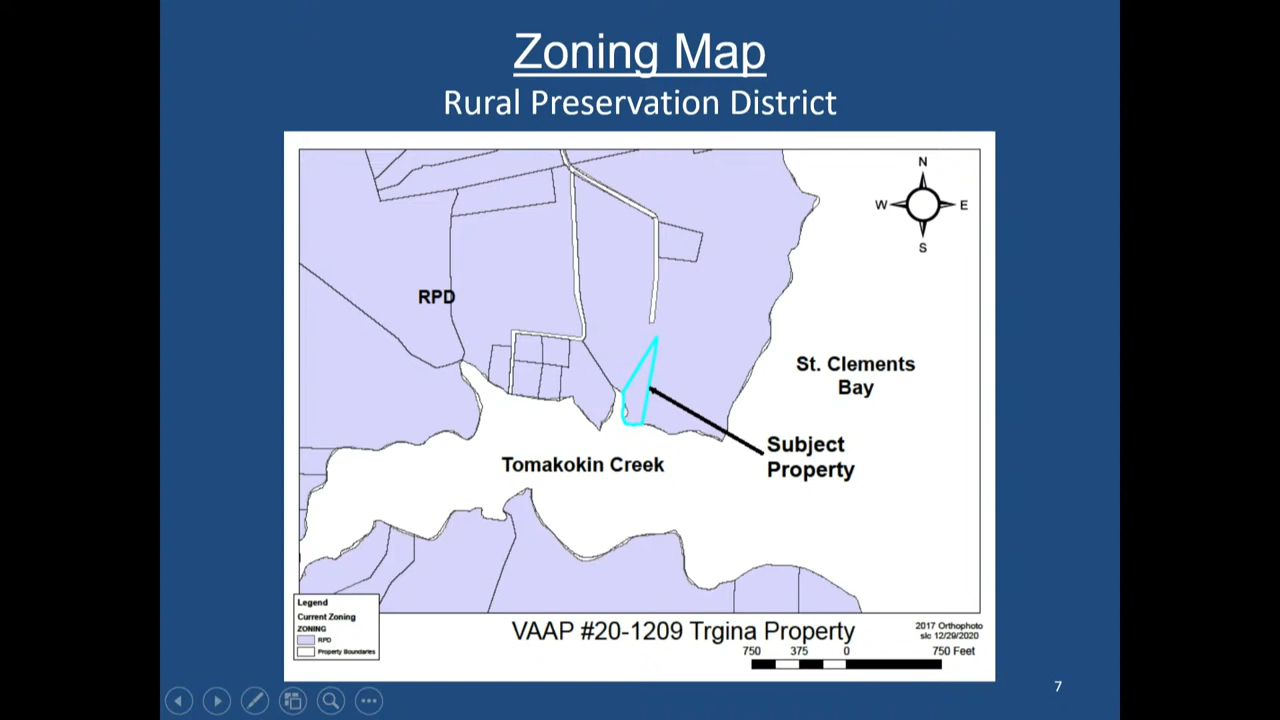 Zoning Map
Rural Preservation District
N
W
E
S
RPD
St. Clements
Bay
Subject
Property
Tomakokin Creek
Legend
Current Zoning
ZONING
RPD
Property Boundaries
VAAP #20-1209 Trgina Property
2017 Orthophoto
slc 12/29/2020
750 375 0 750 Feet
7